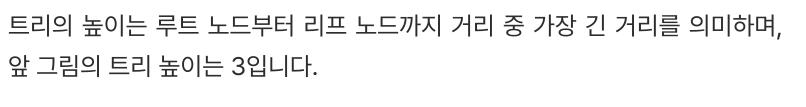 트리의 높이는 루트 노드부터 리프 노드까지 거리 중 가장 긴 거리를 의미하며,
앞 그림의 트리 높이는 3입니다.